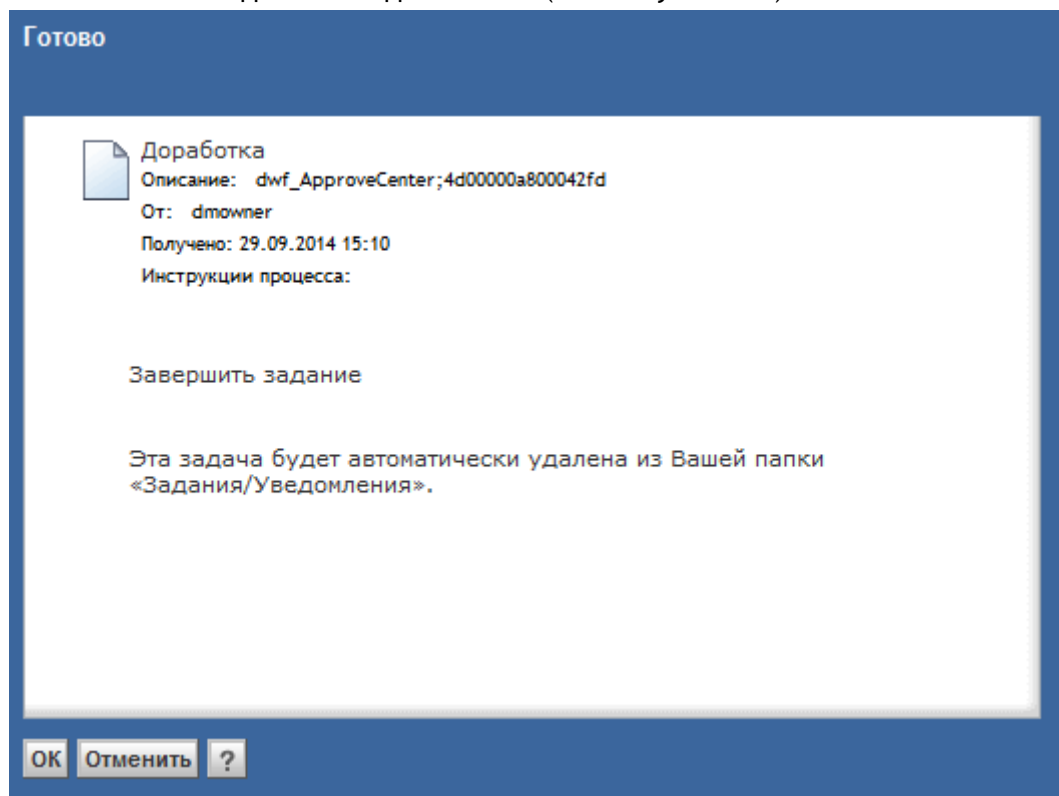 Готово
Доработка
Описание: dwf_ApproveCenter;4d00000a800042fd
От: dmowner
Получено: 29.09.2014 15:10
Инструкции процесса:
Завершить задание
Эта задача будет автоматически удалена из Вашей папки
«Задания/Уведомления».
ОК Отменить ?